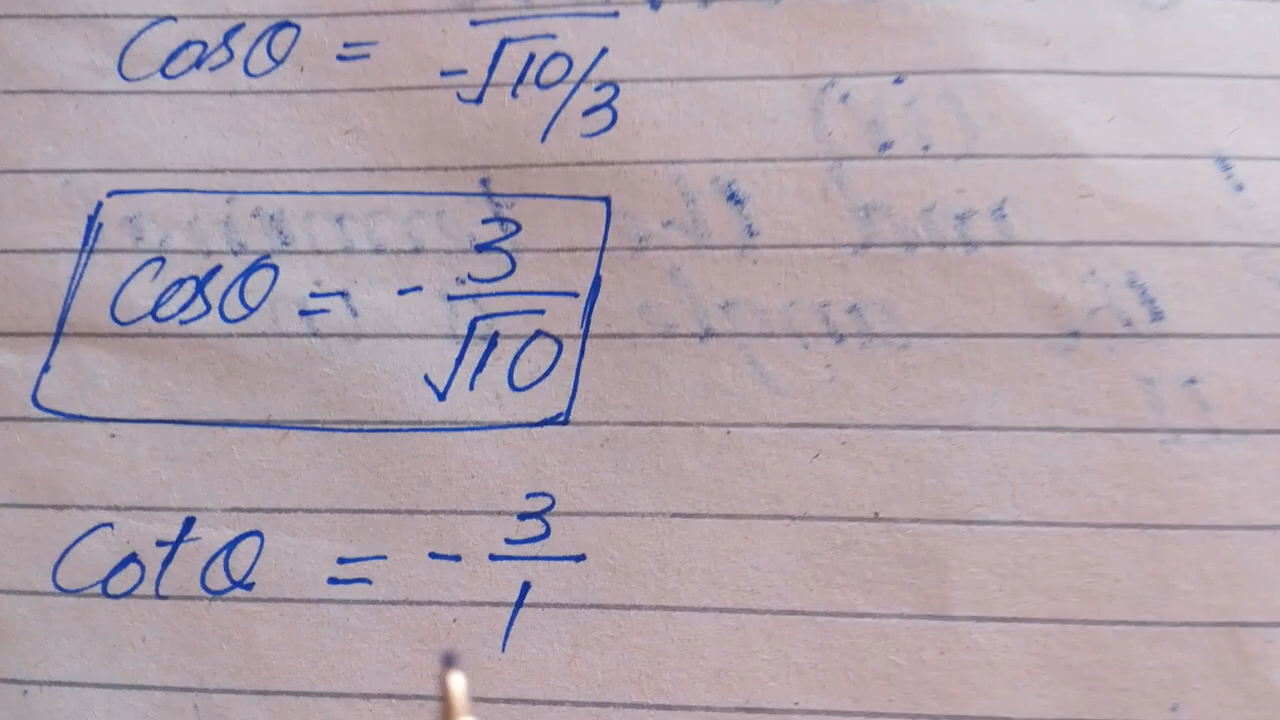 Cosθ = ‾/-√10/3
Cosθ = - 3/√10
Cotθ = - 3/1